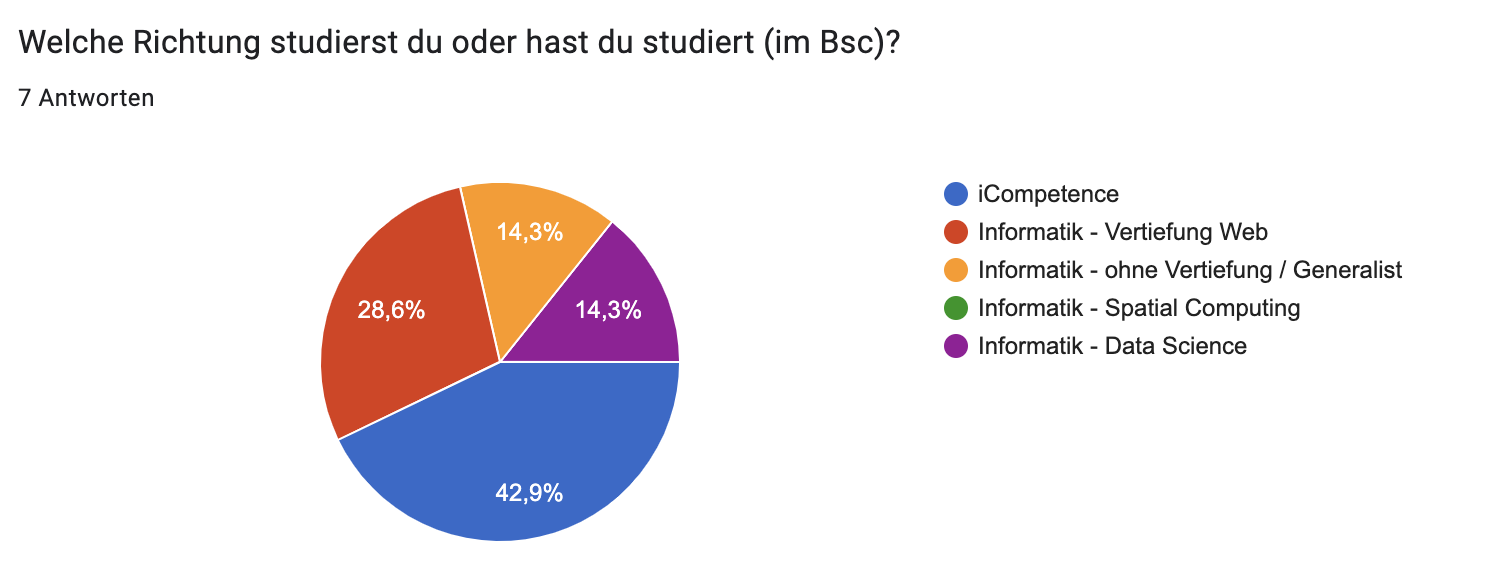 Welche Richtung studierst du oder hast du studiert (im Bsc)?
7 Antworten
14,3%
28,6%
14,3%
42,9%
iCompetence
Informatik - Vertiefung Web
Informatik - ohne Vertiefung / Generalist
Informatik - Spatial Computing
Informatik - Data Science